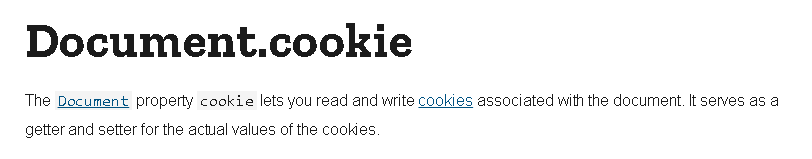 Document.cookie
The Document property cookie lets you read and write cookies associated with the document. It serves as a
getter and setter for the actual values of the cookies.